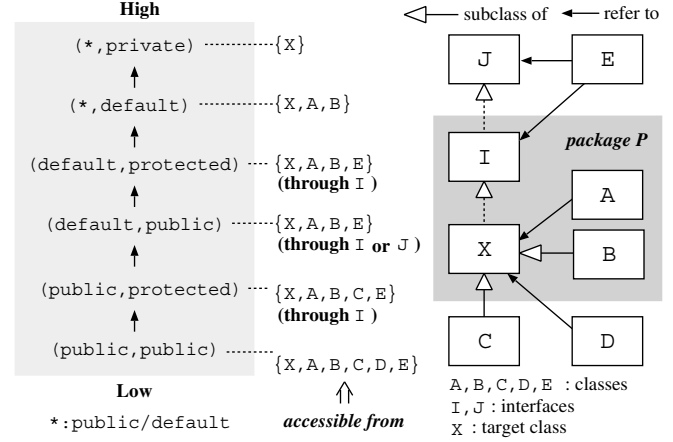 High
(*,private)
{X}
(*,default)
{X,A,B}
(default,protected)
{X,A,B,E}
(through I )
(default,public)
{X,A,B,E}
(through I or J )
(public,protected)
{X,A,B,C,E}
(through I )
(public,public)
{X,A,B,C,D,E}
Low
*:public/default
accessible from
subclass of
refer to
J
E
package P
I
A
X
B
C
D
A,B,C,D,E : classes
I,J : interfaces
X : target class